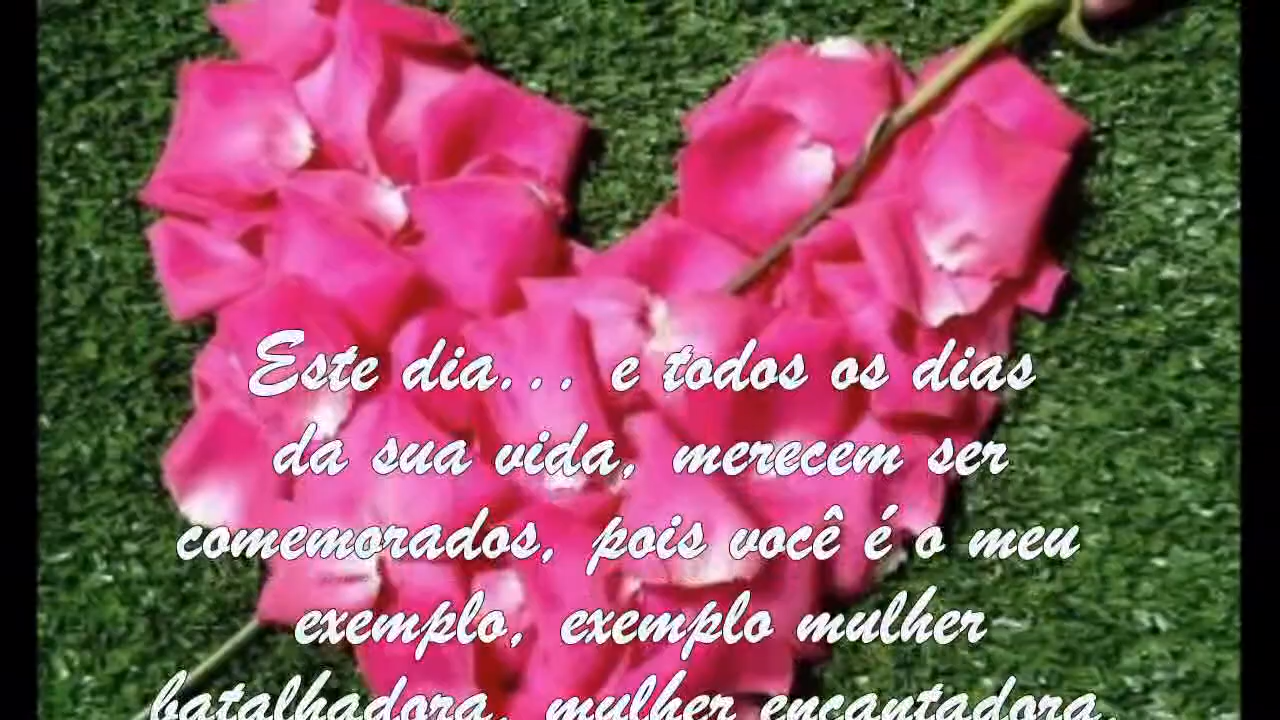 Este dia... e todos os dias
da sua vida, merecem ser
comemorados, pois você é o meu
exemplo, exemplo mulher
batalhadora, mulher encantadora,